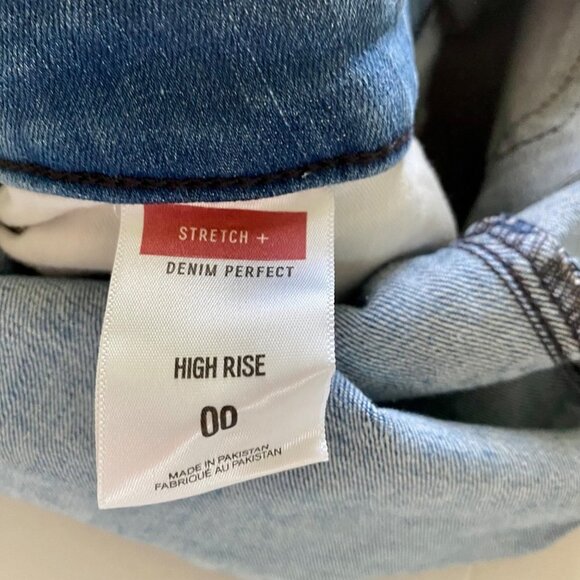 STRETCH +
DENIM PERFECT
HIGH RISE
00
MADE IN PAKISTAN
FABRIQUÉ AU PAKISTAN